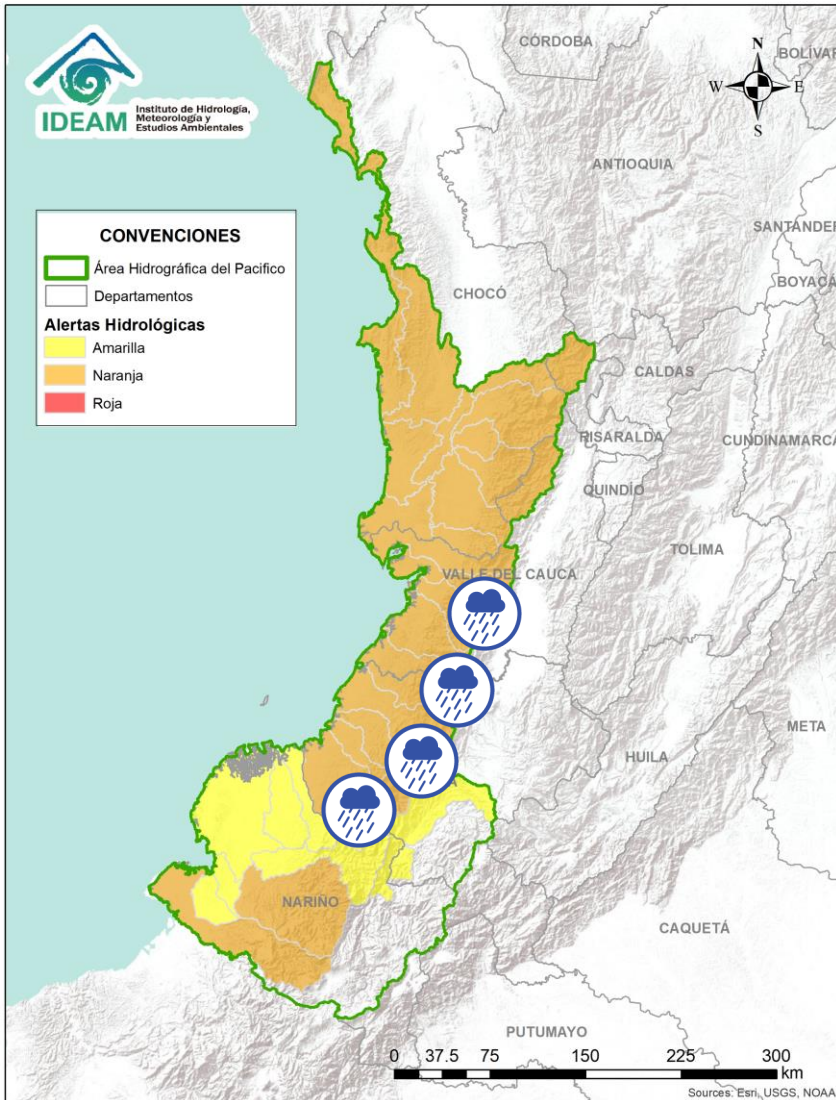 IDEAM
Instituto de Hidrología,
Meteorología y
Estudios Ambientales
CÓRDOBA
BOLÍVAR
N
W
E
S
ANTIOQUIA
CONVENCIONES
Área Hidrográfica del Pacifico
Departamentos
Alertas Hidrológicas
Amarilla
Naranja
Roja
SANTANDER
BOYACÁ
CHOCÓ
CALDAS
RISARALDA
CUNDINAMARCA
QUINDÍO
TOLIMA
VALLE DEL CAUCA
META
HUILA
NARIÑO
CAQUETÁ
PUTUMAYO
0 37.5 75 150 225 300
km
Sources: Esri, USGS, NOAA